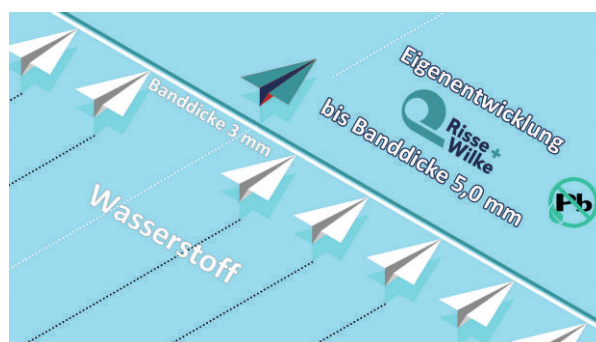 Eigenentwicklung
Risse +
Wilke
bis Banddicke 5,0 mm
Pb
Banddicke 3 mm
Wasserstoff